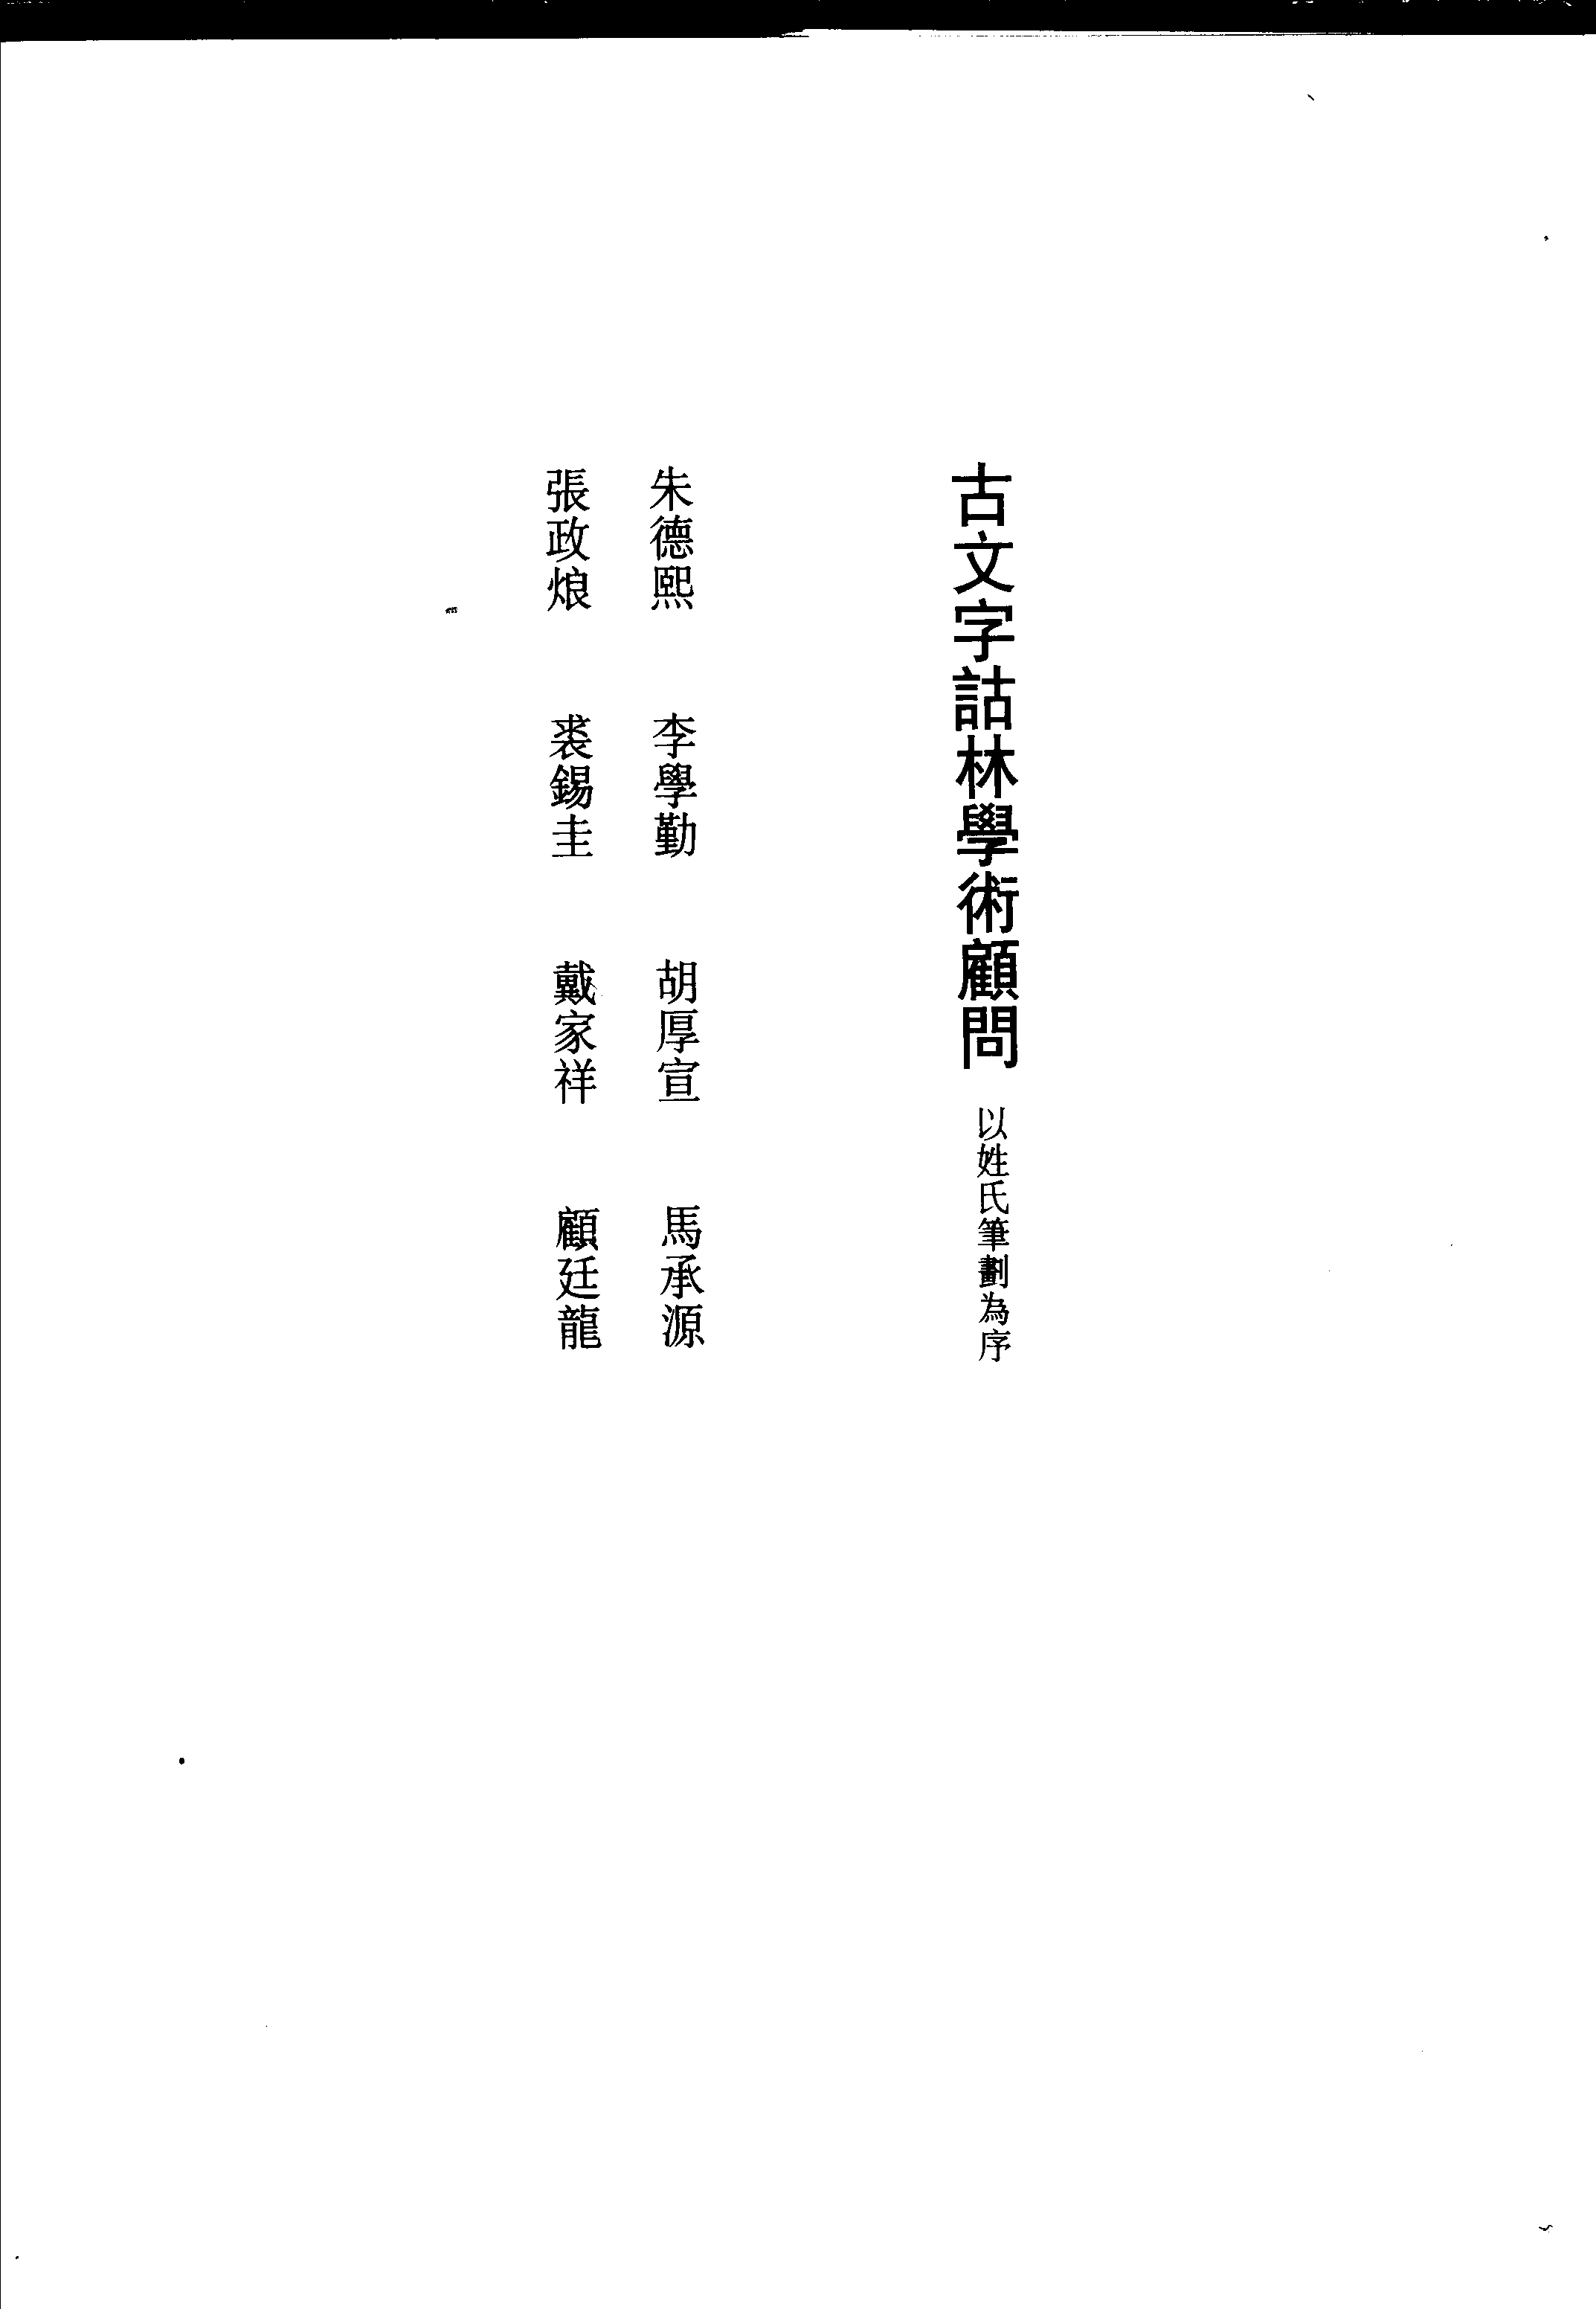 古文字詁林學術顧問 以姓氏筆劃為序
朱德熙 李學勤 胡厚宣 馬承源
張政烺 裘錫圭 戴家祥 顧廷龍